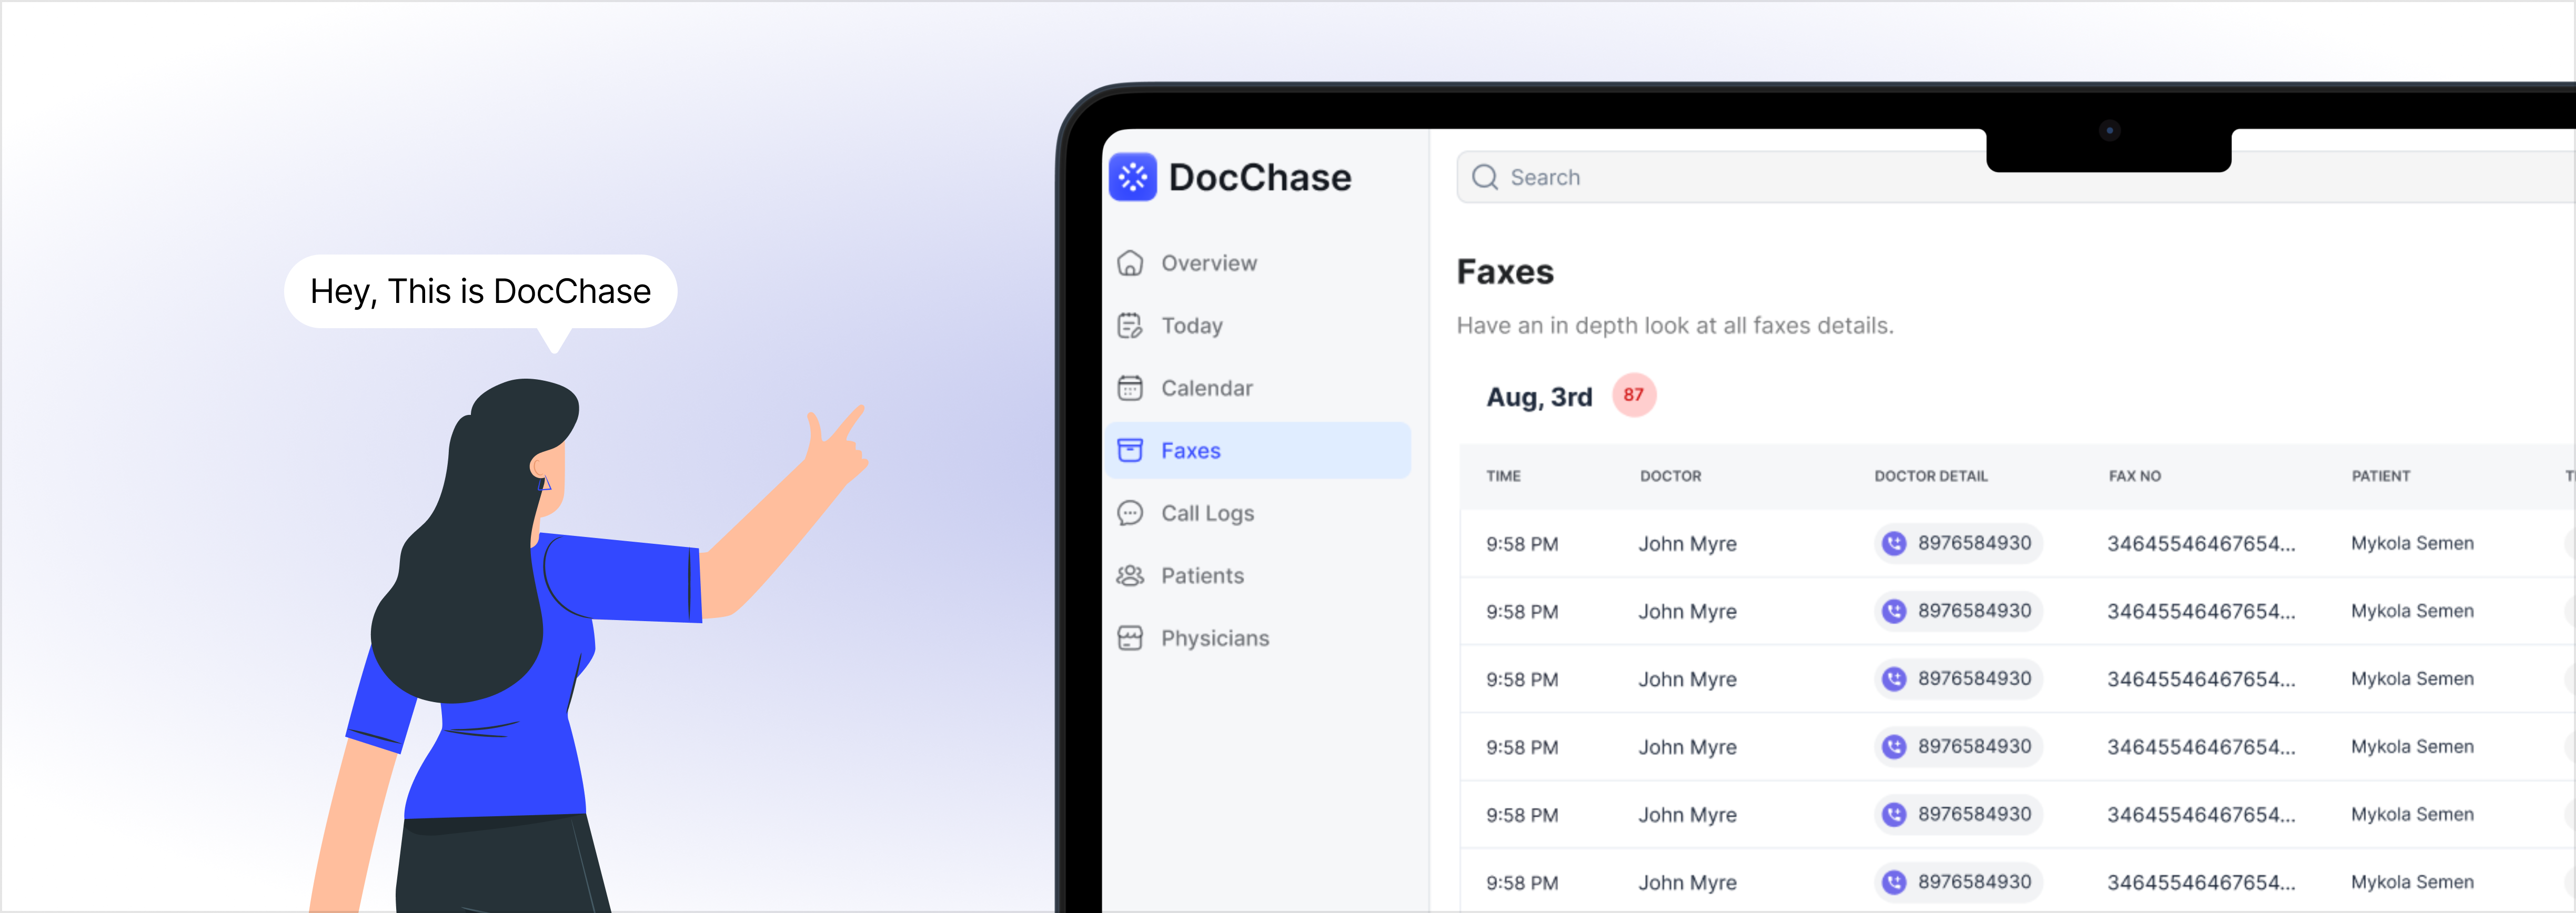 Hey, This is DocChase
DocChase
Overview
Today
Calendar
Faxes
Call Logs
Patients
Physicians
Search
Faxes
Have an in depth look at all faxes details.
Aug, 3rd 87
TIME DOCTOR DOCTOR DETAIL FAX NO PATIENT
9:58 PM John Myre 8976584930 34645546467654... Mykola Semen
9:58 PM John Myre 8976584930 34645546467654... Mykola Semen
9:58 PM John Myre 8976584930 34645546467654... Mykola Semen
9:58 PM John Myre 8976584930 34645546467654... Mykola Semen
9:58 PM John Myre 8976584930 34645546467654... Mykola Semen
9:58 PM John Myre 8976584930 34645546467654... Mykola Semen